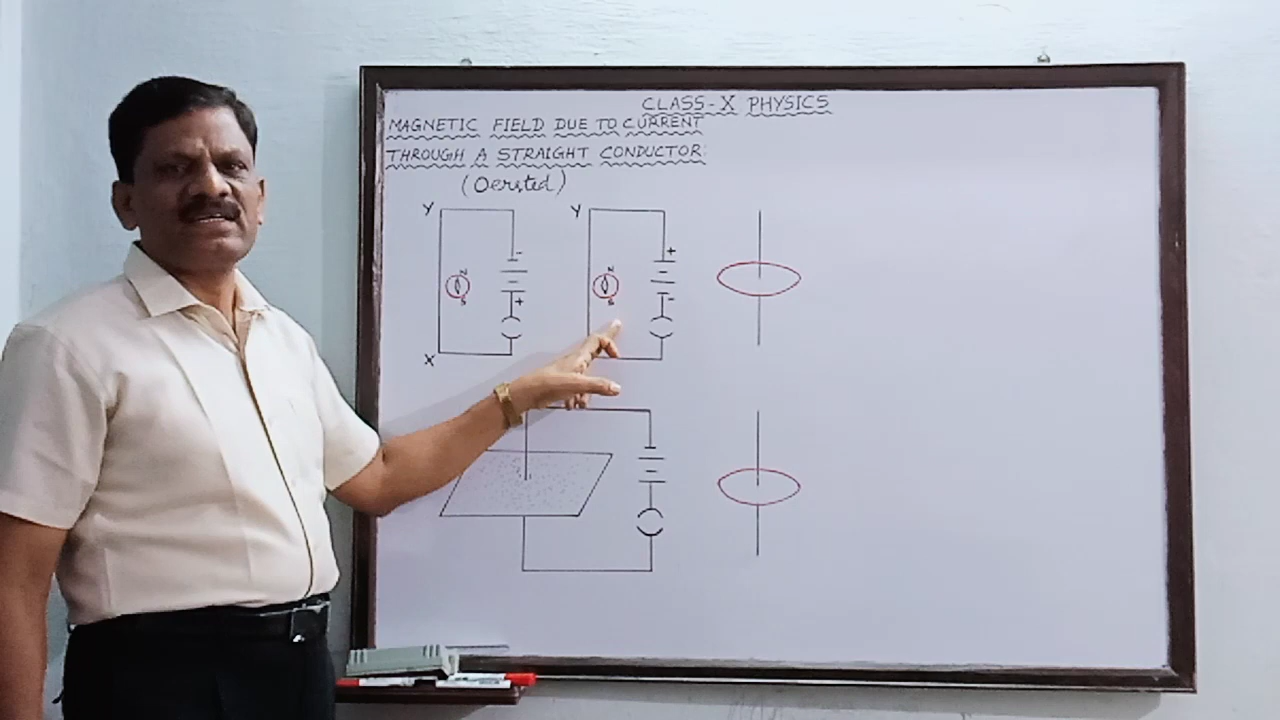 CLASS-X PHYSICS
MAGNETIC FIELD DUE TO CURRENT
THROUGH A STRAIGHT CONDUCTOR:
(Oersted)
Y Y
N N
- +
S S
+ -
X